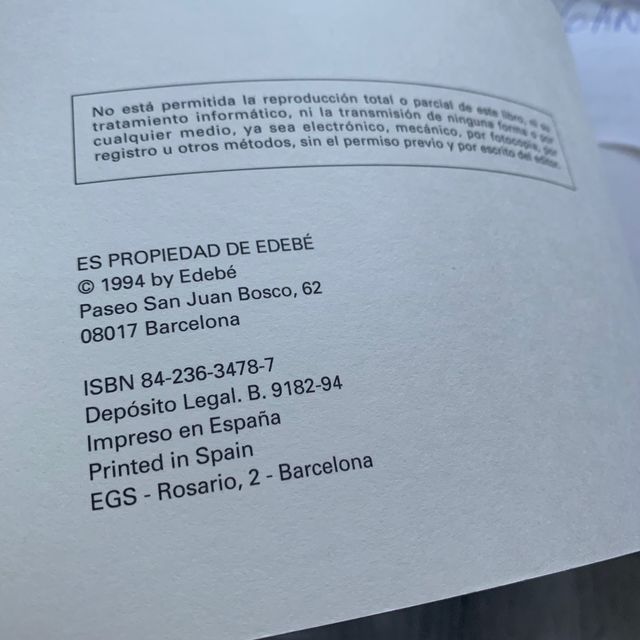 No está permitida la reproducción total o parcial de este libro, ni su
tratamiento informático, ni la transmisión de ninguna forma o por
cualquier medio, ya sea electrónico, mecánico, por fotocopia, por
registro u otros métodos, sin el permiso previo y por escrito del editor.
ES PROPIEDAD DE EDEBÉ
© 1994 by Edebé
Paseo San Juan Bosco, 62
08017 Barcelona
ISBN 84-236-3478-7
Depósito Legal. B. 9182-94
Impreso en España
Printed in Spain
EGS - Rosario, 2 - Barcelona